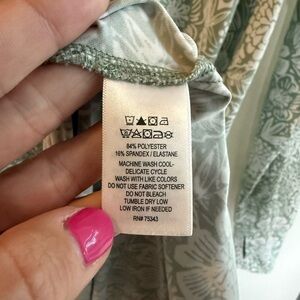 84% POLYESTER
16% SPANDEX / ELASTANE
MACHINE WASH COOL-
DELICATE CYCLE
WASH WITH LIKE COLORS
DO NOT USE FABRIC SOFTENER
DO NOT BLEACH
TUMBLE DRY LOW
LOW IRON IF NEEDED
RN# 75343